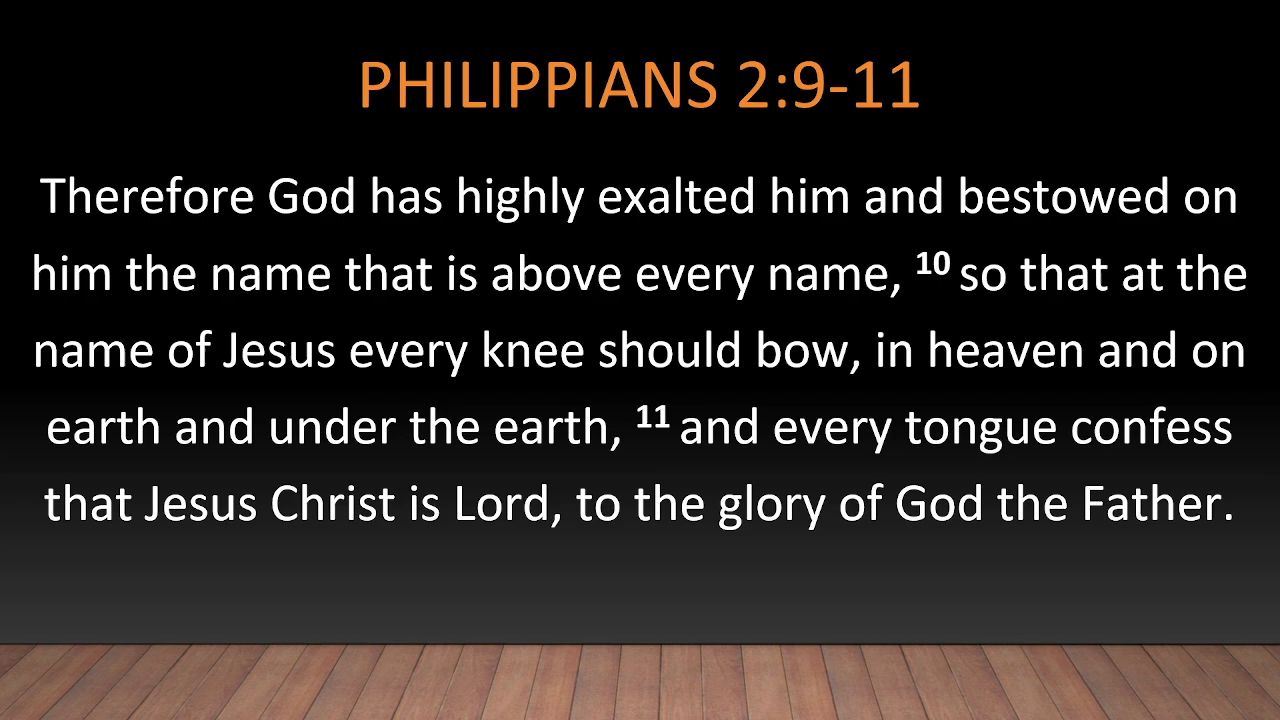 PHILIPPIANS 2:9-11
Therefore God has highly exalted him and bestowed on
him the name that is above every name, 10 so that at the
name of Jesus every knee should bow, in heaven and on
earth and under the earth, 11 and every tongue confess
that Jesus Christ is Lord, to the glory of God the Father.